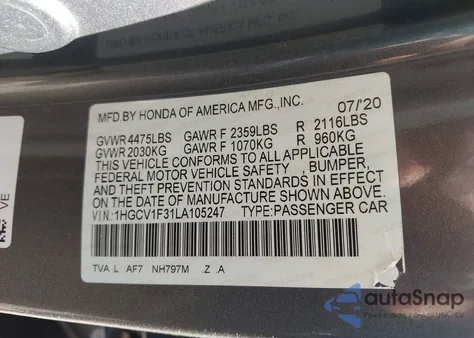 MFD.BY HONDA OF AMERICA MFG.,INC. 07/'20
GVWR 4475LBS GAWR F 2359LBS R 2116LBS
GVWR 2030KG GAWR F 1070KG R 960KG
THIS VEHICLE CONFORMS TO ALL APPLICABLE
FEDERAL MOTOR VEHICLE SAFETY , BUMPER,
AND THEFT PREVENTION STANDARDS IN EFFECT
ON THE DATE OF MANUFACTURE SHOWN ABOVE.
V I N : 1HGCV1F31LA105247 TYPE:PASSENGER CAR
TVA L AF7 NH797M .Z .A
VE
autoSnap